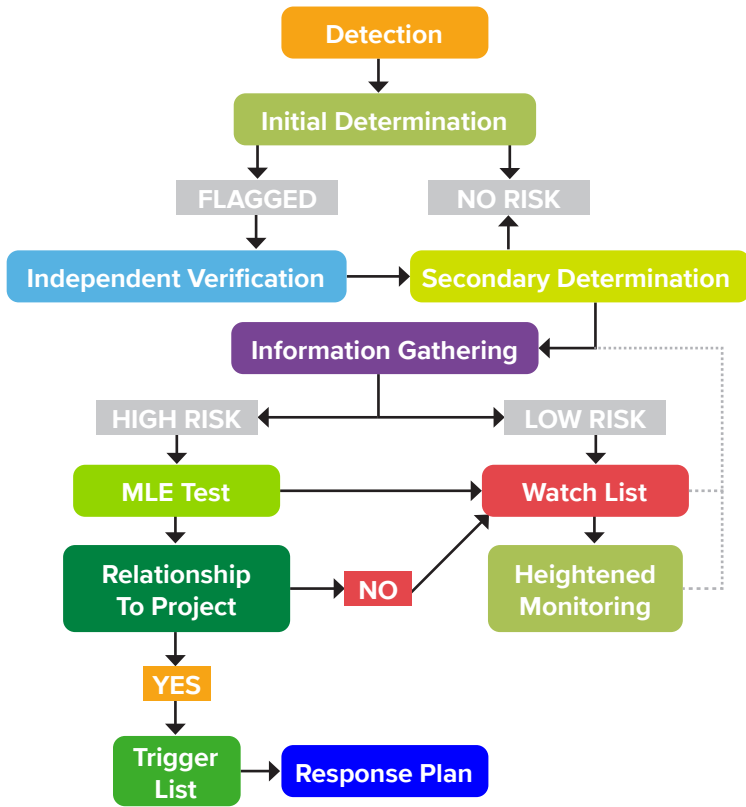 Detection
Initial Determination
FLAGGED
NO RISK
Independent Verification
Secondary Determination
Information Gathering
HIGH RISK
LOW RISK
MLE Test
Watch List
Relationship
To Project
NO
Heightened
Monitoring
YES
Trigger
List
Response Plan